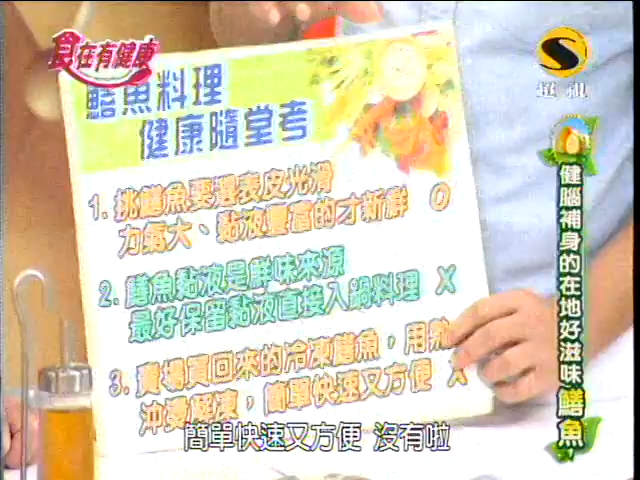 食在有健康
超視
鱔魚料理
健康隨堂考
1. 挑鱔魚要選表皮光滑
力氣大、黏液豐富的才新鮮 O
2. 鱔魚黏液是鮮味來源
最好保留黏液直接入鍋料理 X
3. 賣場買回來的冷凍鱔魚，用熱
沖燙解凍，簡單快速又方便 X
健腦補身的在地好滋味 鱔魚
簡單快速又方便 沒有啦